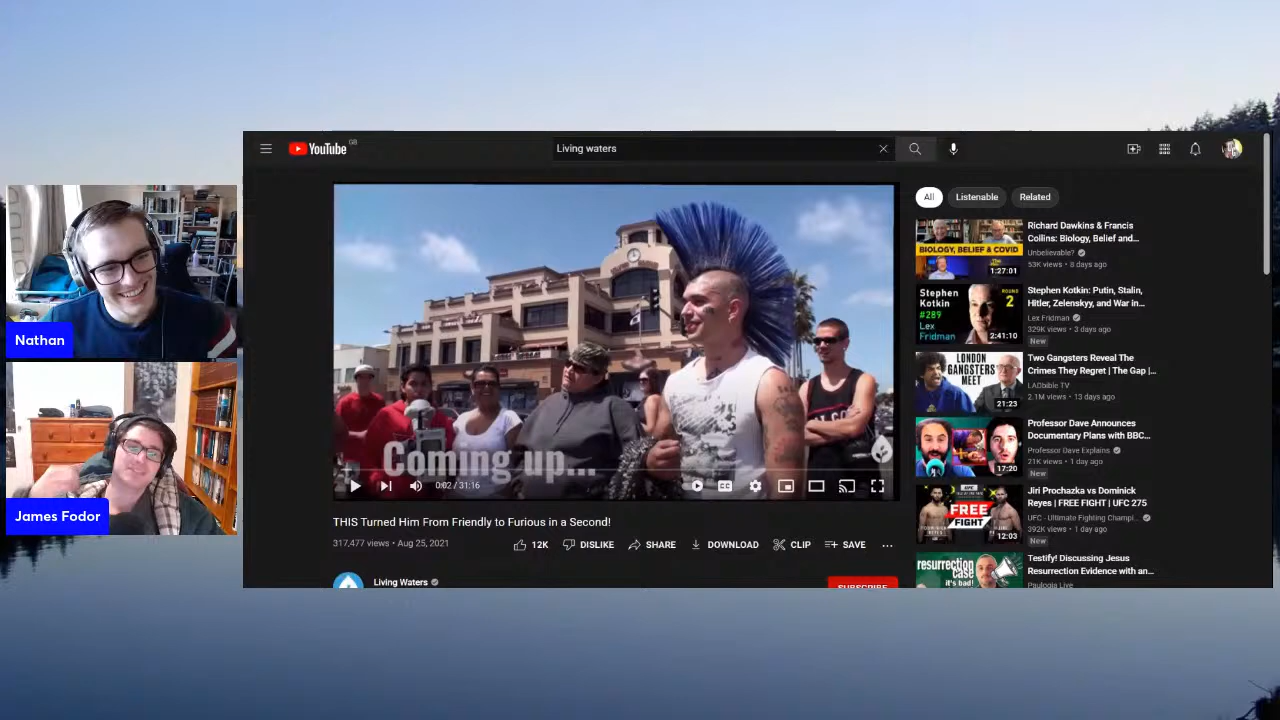 YouTube
GB
Living waters
Nathan
James Fodor
Coming up...
0:02 / 31:16
THIS Turned Him From Friendly to Furious in a Second!
317,477 views • Aug 25, 2021
12K
DISLIKE
SHARE
DOWNLOAD
CLIP
SAVE
Living Waters
SUBSCRIBE
All
Listenable
Related
BIOLOGY, BELIEF & COVID
1:27:01
Richard Dawkins & Francis
Collins: Biology, Belief and...
Unbelievable?
53K views • 8 days ago
Stephen
Kotkin
#289
Lex
Fridman
ROUND
2
2:41:10
Stephen Kotkin: Putin, Stalin,
Hitler, Zelenskyy, and War in...
Lex Fridman
329K views • 3 days ago
New
LONDON
GANGSTERS
MEET
21:23
Two Gangsters Reveal The
Crimes They Regret | The Gap |...
LADbible TV
2.1M views • 13 days ago
17:20
Professor Dave Announces
Documentary Plans with BBC...
Professor Dave Explains
21K views • 1 day ago
New
FREE
FIGHT
12:03
Jiri Prochazka vs Dominick
Reyes | FREE FIGHT | UFC 275
UFC - Ultimate Fighting Champi...
392K views • 1 day ago
New
resurrection
case
it's bad!
Testify! Discussing Jesus
Resurrection Evidence with an...
Paulogia Live